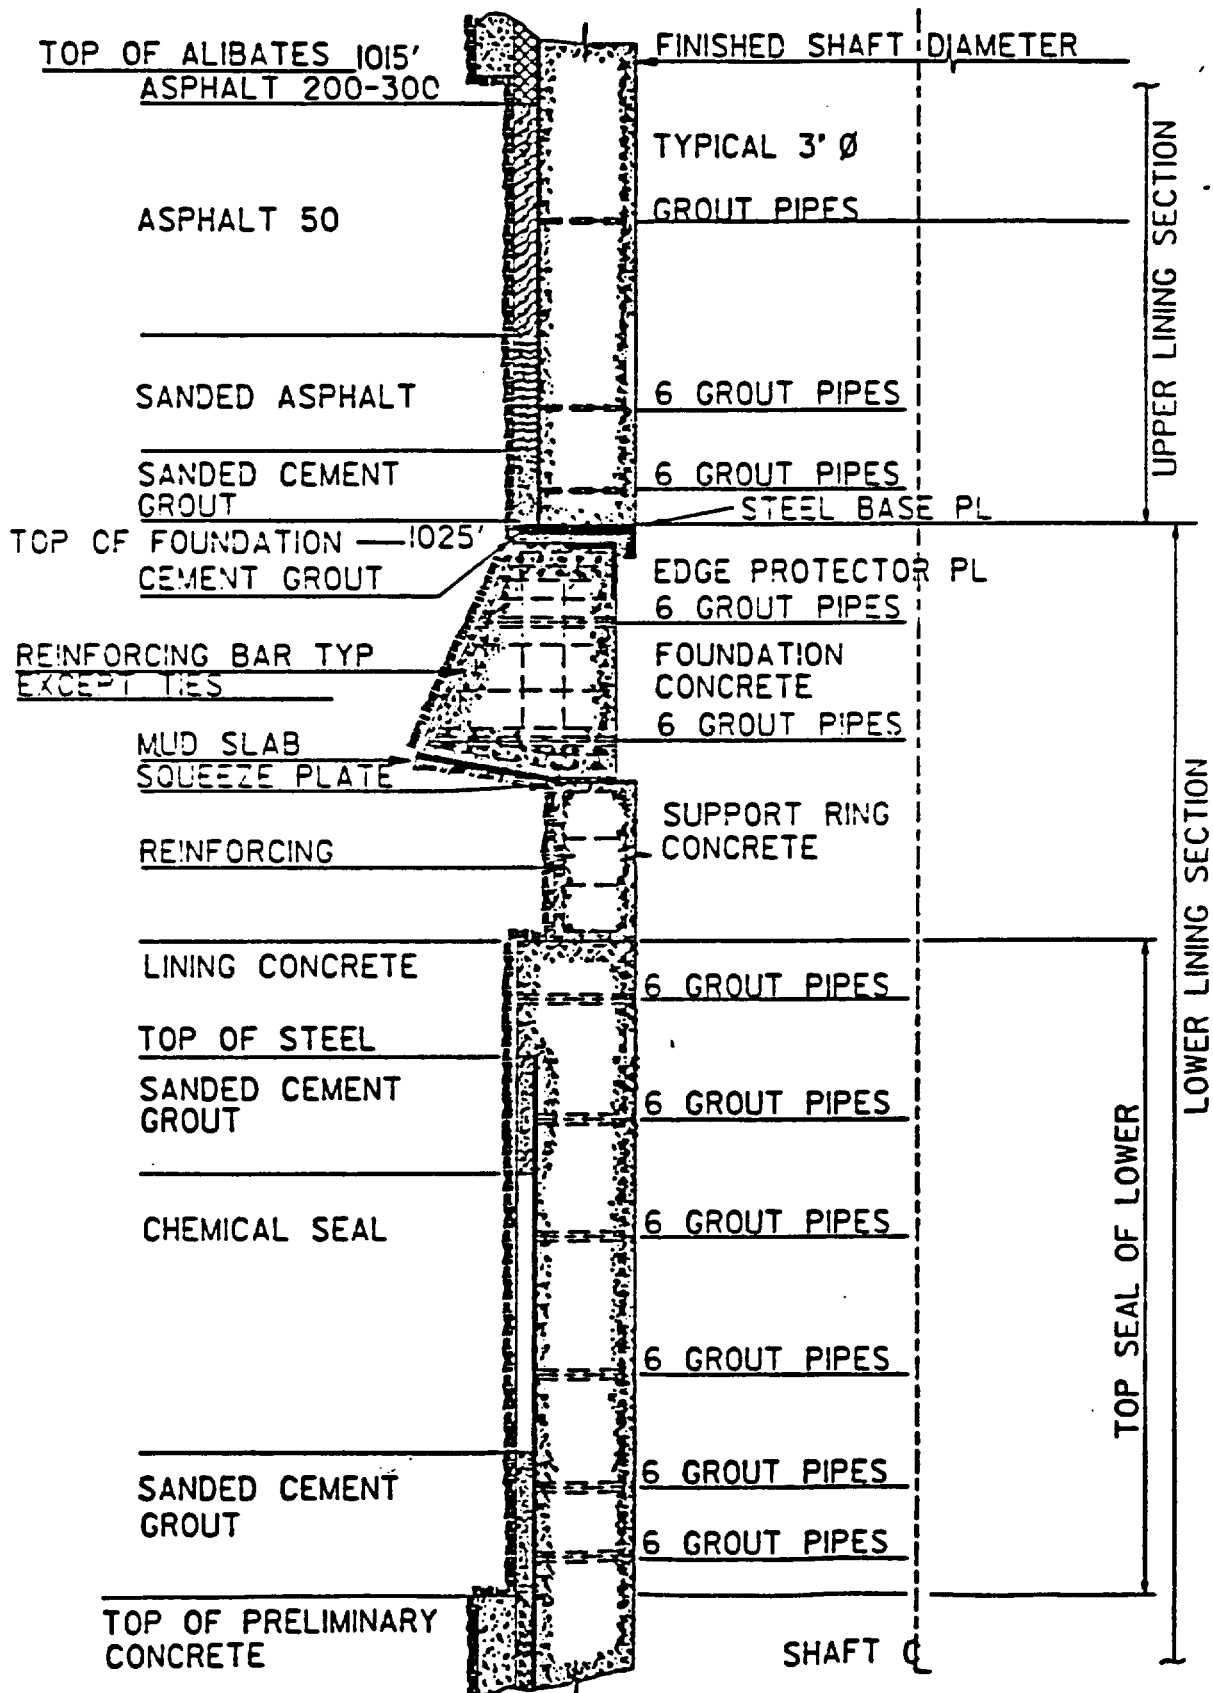 TOP OF ALIBATES 1015'
FINISHED SHAFT DIAMETER
ASPHALT 200-300
TYPICAL 3' Ø
GROUT PIPES
ASPHALT 50
UPPER LINING SECTION
SANDED ASPHALT
6 GROUT PIPES
SANDED CEMENT
GROUT
6 GROUT PIPES
STEEL BASE PL
TOP OF FOUNDATION 1025'
CEMENT GROUT
EDGE PROTECTOR PL
6 GROUT PIPES
REINFORCING BAR TYP
EXCEPT TIES
FOUNDATION
CONCRETE
6 GROUT PIPES
MUD SLAB
SQUEEZE PLATE
SUPPORT RING
CONCRETE
REINFORCING
LOWER LINING SECTION
LINING CONCRETE
6 GROUT PIPES
TOP OF STEEL
SANDED CEMENT
GROUT
6 GROUT PIPES
TOP SEAL OF LOWER
CHEMICAL SEAL
6 GROUT PIPES
6 GROUT PIPES
SANDED CEMENT
GROUT
6 GROUT PIPES
6 GROUT PIPES
TOP OF PRELIMINARY
CONCRETE
SHAFT ℄